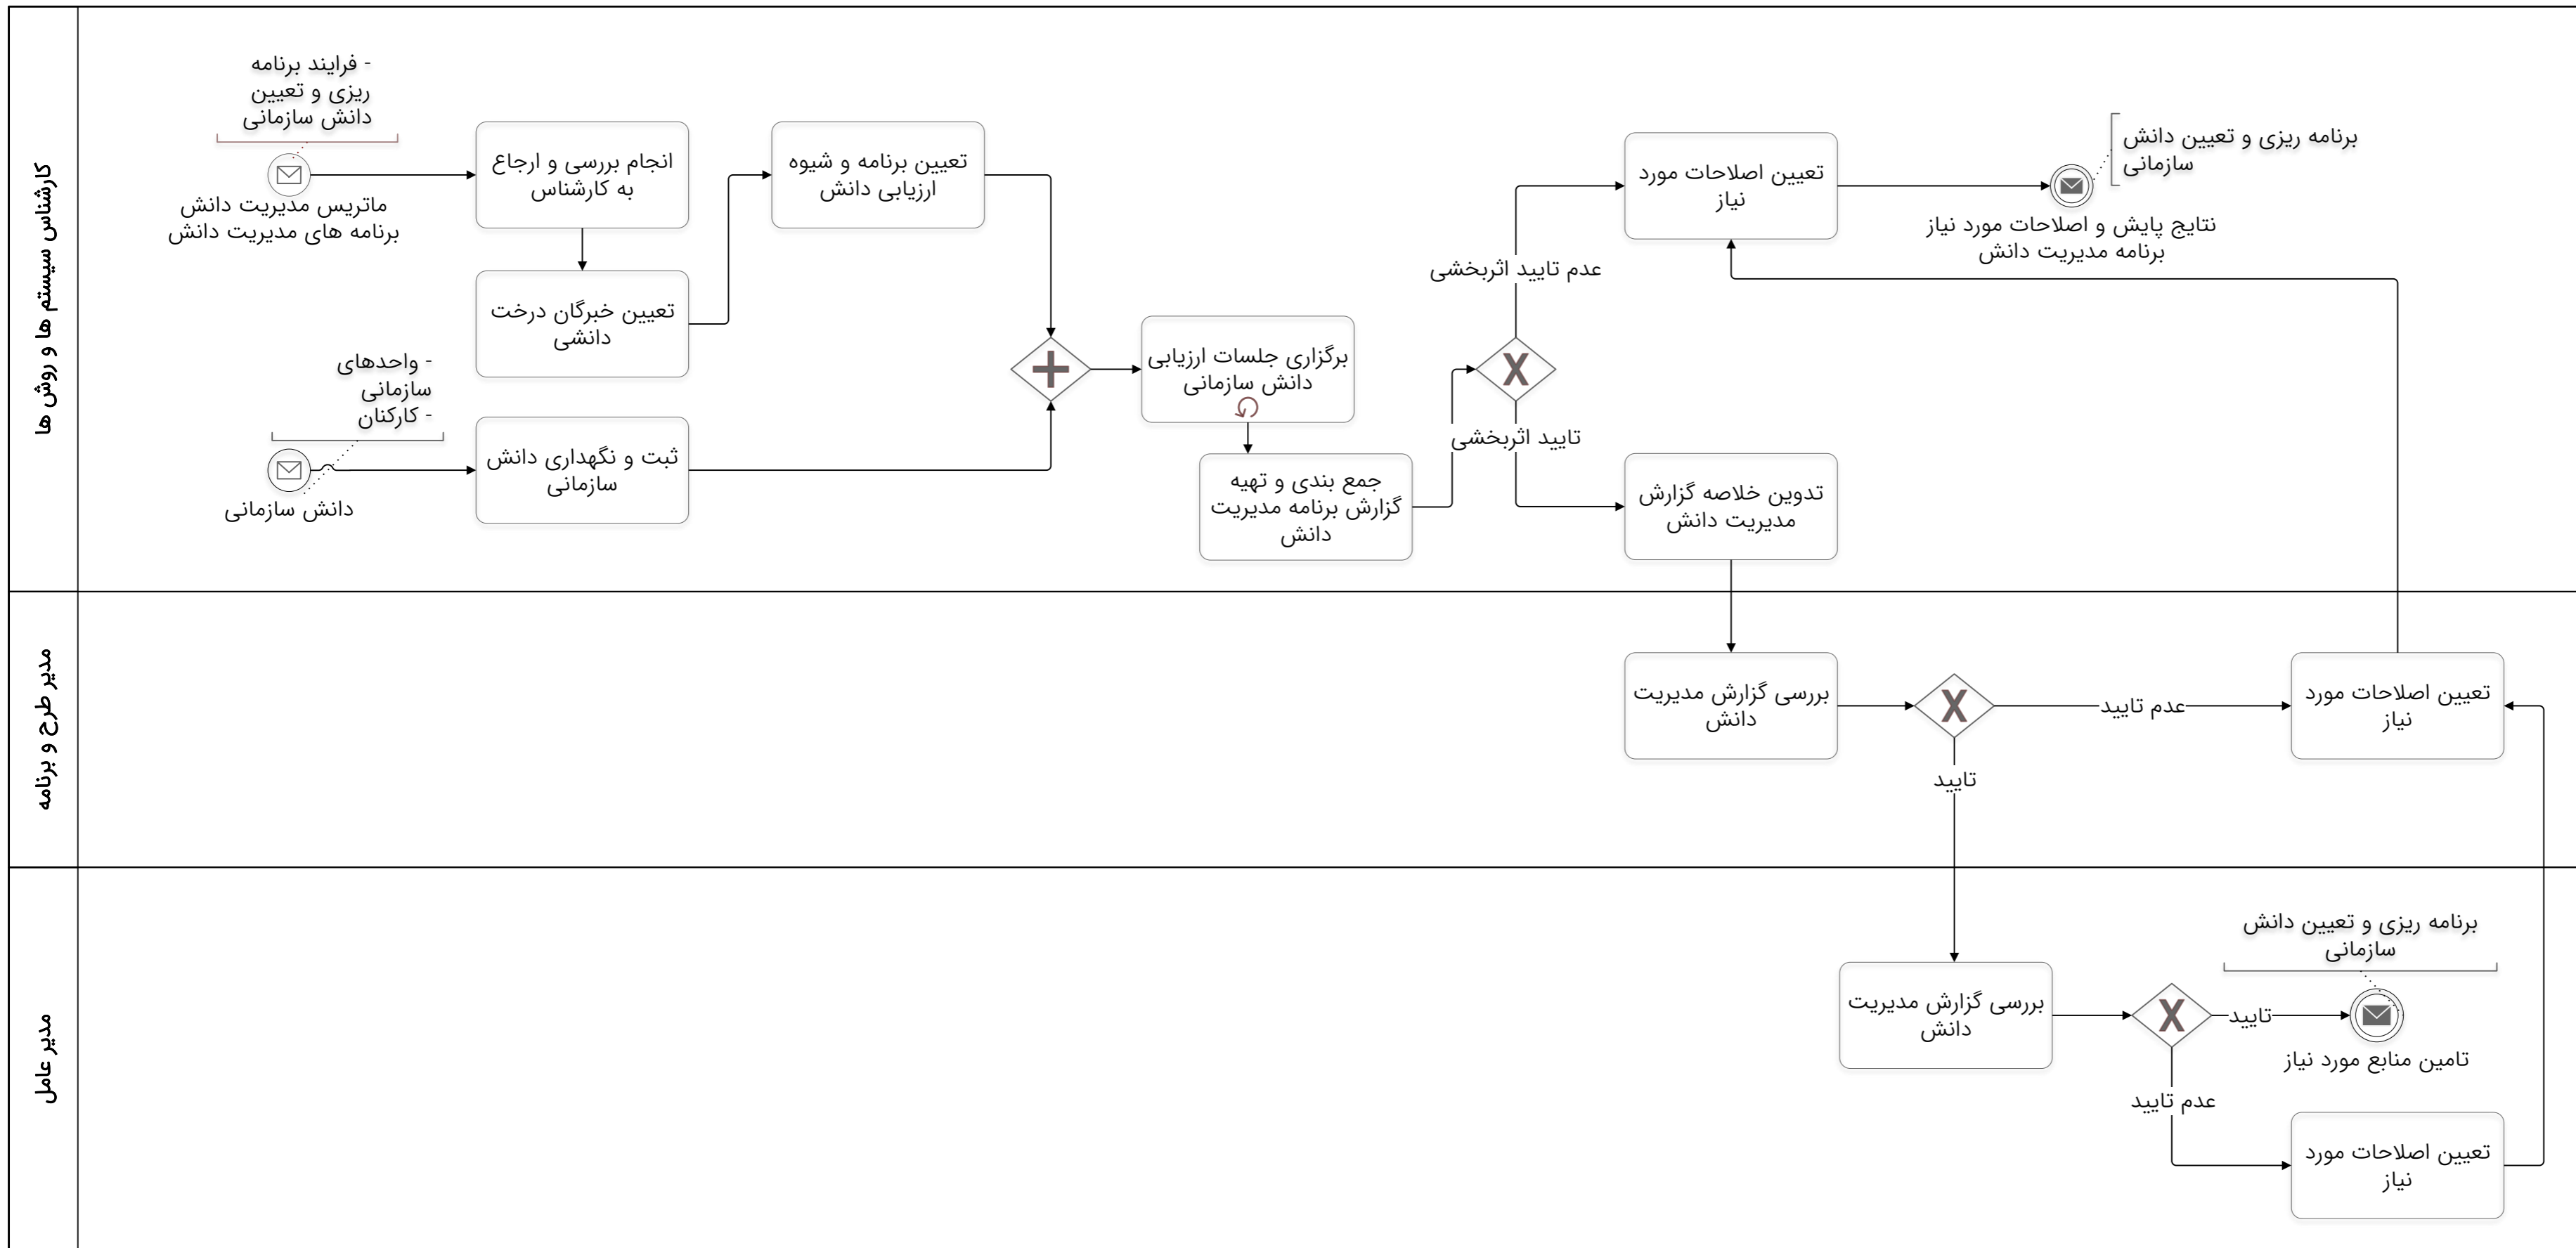 کارشناس سیستم ها و روش ها
- فرایند برنامه
ریزی و تعیین
دانش سازمانی
ماتریس مدیریت دانش
برنامه های مدیریت دانش
انجام بررسی و ارجاع
به کارشناس
تعیین خبرگان درخت
دانشی
تعیین برنامه و شیوه
ارزیابی دانش
- واحدهای
سازمانی
- کارکنان
دانش سازمانی
ثبت و نگهداری دانش
سازمانی
برگزاری جلسات ارزیابی
دانش سازمانی
جمع بندی و تهیه
گزارش برنامه مدیریت
دانش
عدم تایید اثربخشی
تایید اثربخشی
تعیین اصلاحات مورد
نیاز
برنامه ریزی و تعیین دانش
سازمانی
نتایج پایش و اصلاحات مورد نیاز
برنامه مدیریت دانش
تدوین خلاصه گزارش
مدیریت دانش
مدیر طرح و برنامه
بررسی گزارش مدیریت
دانش
عدم تایید
تایید
تعیین اصلاحات مورد
نیاز
مدیر عامل
بررسی گزارش مدیریت
دانش
تایید
برنامه ریزی و تعیین دانش
سازمانی
تامین منابع مورد نیاز
عدم تایید
تعیین اصلاحات مورد
نیاز